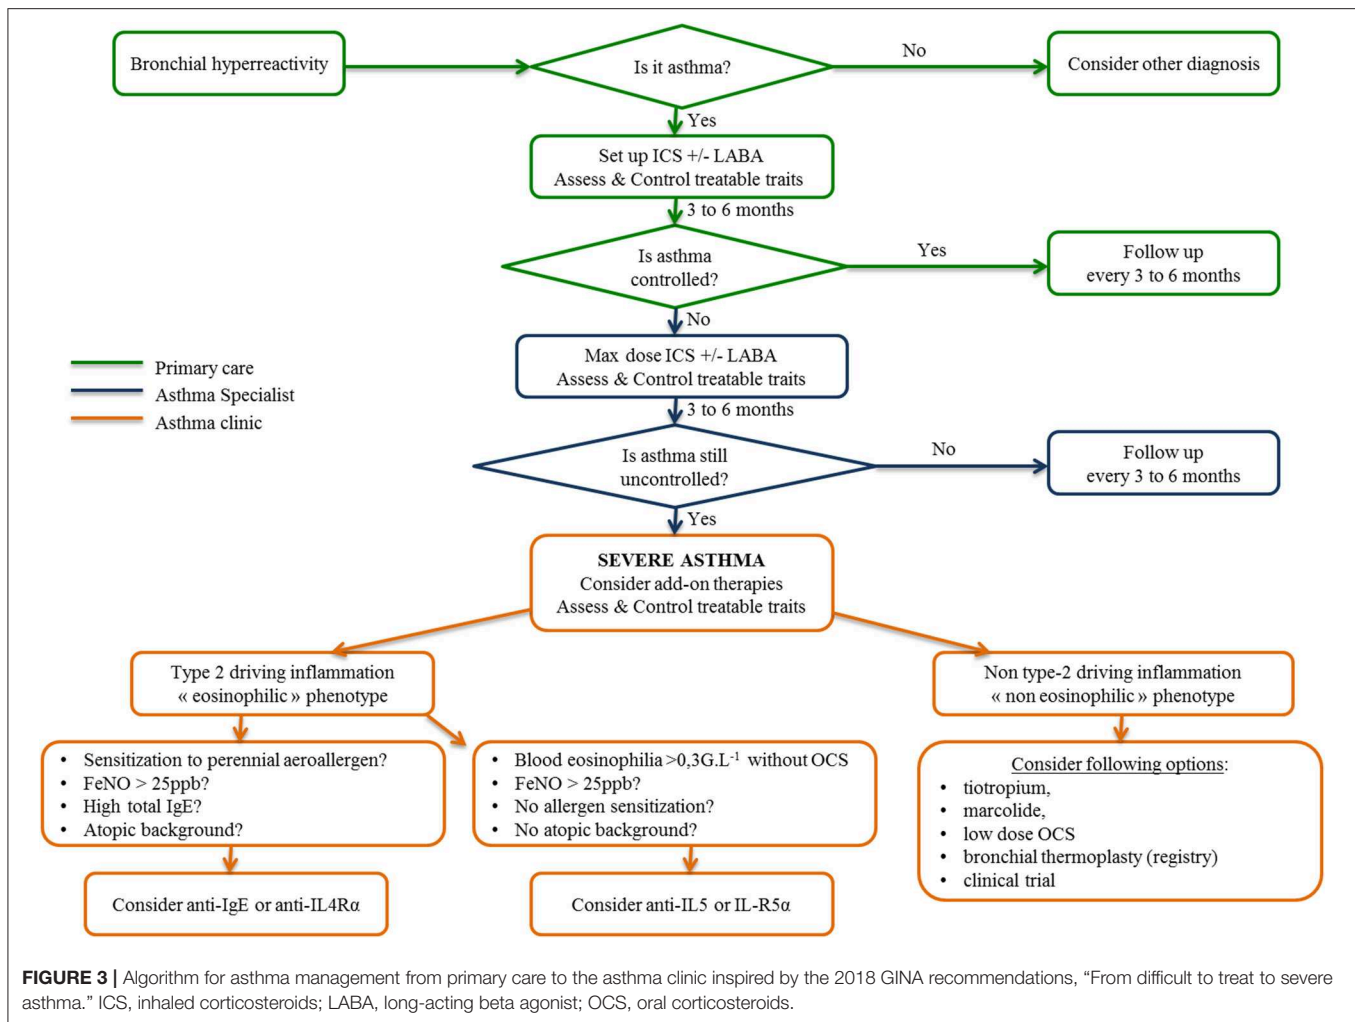 Bronchial hyperreactivity
Is it asthma?
No
Consider other diagnosis
Yes
Set up ICS +/- LABA
Assess & Control treatable traits
3 to 6 months
Is asthma
controlled?
Yes
Follow up
every 3 to 6 months
No
Max dose ICS +/- LABA
Assess & Control treatable traits
Primary care
Asthma Specialist
Asthma clinic
3 to 6 months
Is asthma still
uncontrolled?
No
Follow up
every 3 to 6 months
Yes
SEVERE ASTHMA
Consider add-on therapies
Assess & Control treatable traits
Type 2 driving inflammation
« eosinophilic » phenotype
Non type-2 driving inflammation
« non eosinophilic » phenotype
• Sensitization to perennial aeroallergen?
• FeNO > 25ppb?
• High total IgE?
• Atopic background?
• Blood eosinophilia >0,3G.L⁻¹ without OCS
• FeNO > 25ppb?
• No allergen sensitization?
• No atopic background?
Consider following options:
• tiotropium,
• marcolide,
• low dose OCS
• bronchial thermoplasty (registry)
• clinical trial
Consider anti-IgE or anti-IL4Rα
Consider anti-IL5 or IL-R5α
FIGURE 3 | Algorithm for asthma management from primary care to the asthma clinic inspired by the 2018 GINA recommendations, “From difficult to treat to severe
asthma.” ICS, inhaled corticosteroids; LABA, long-acting beta agonist; OCS, oral corticosteroids.